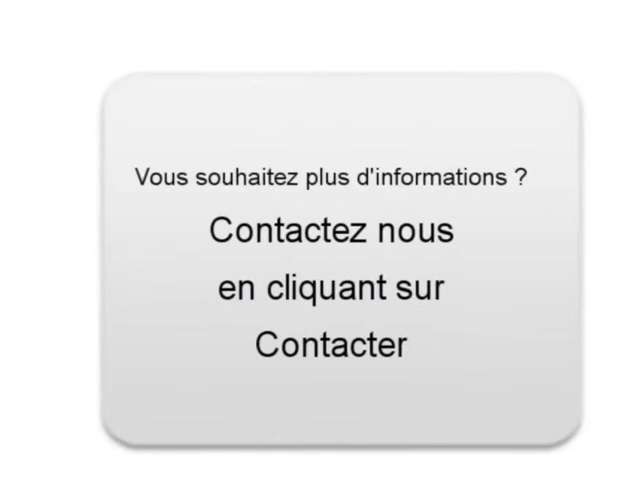 Vous souhaitez plus d'informations ?
Contactez nous
en cliquant sur
Contacter